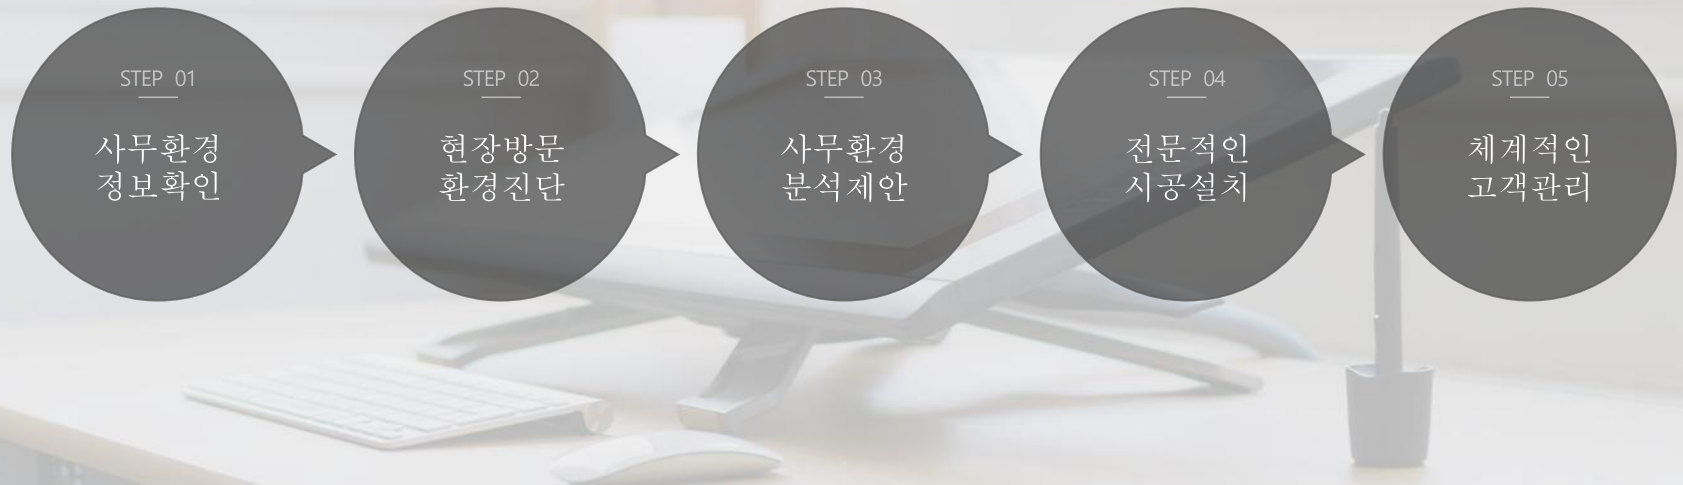 STEP 01
사무환경
정보확인
STEP 02
현장방문
환경진단
STEP 03
사무환경
분석제안
STEP 04
전문적인
시공설치
STEP 05
체계적인
고객관리